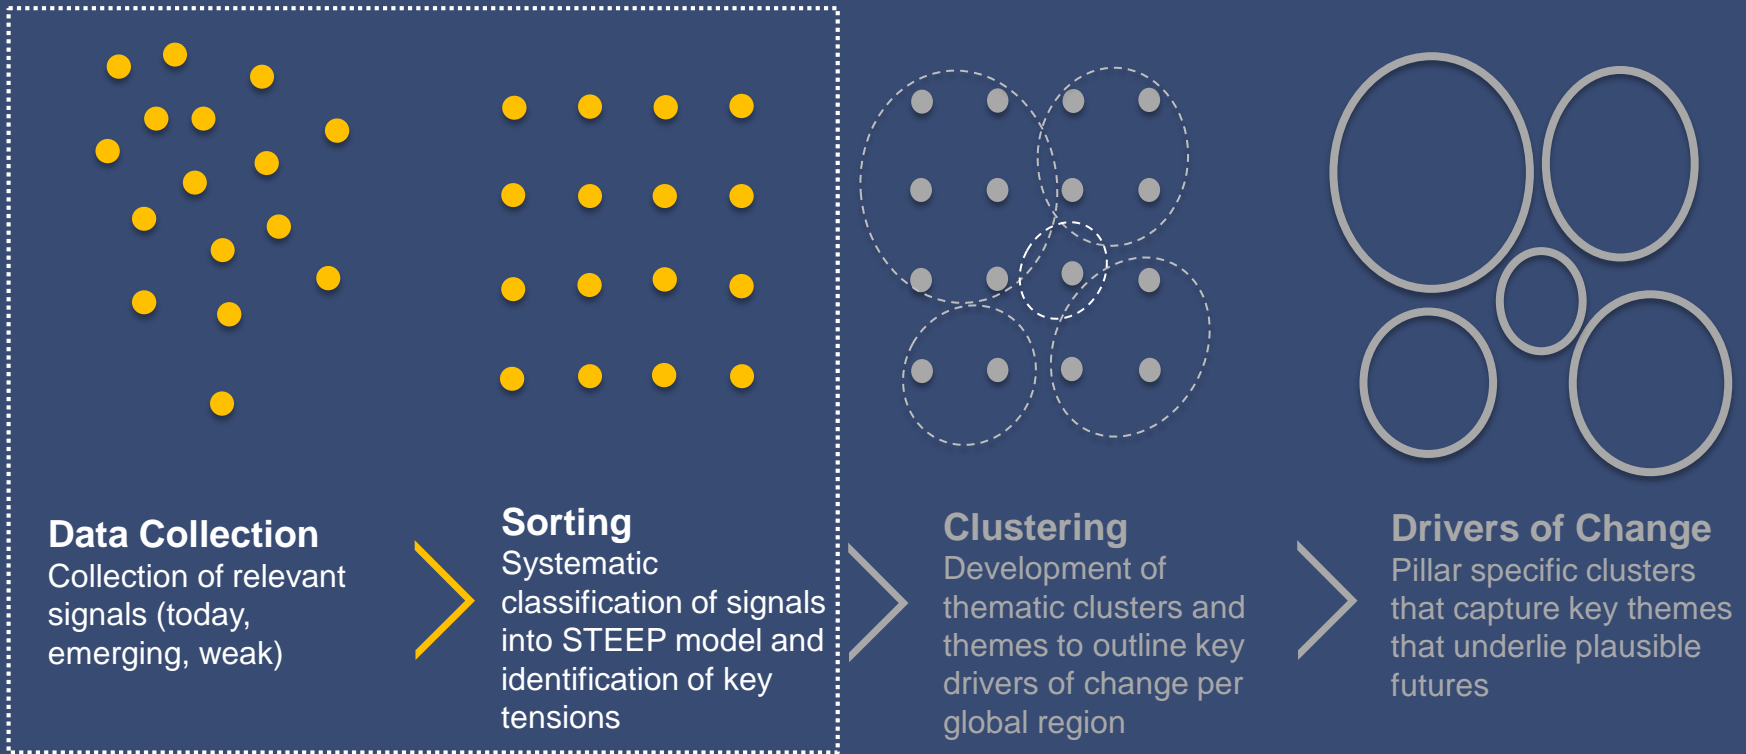 Data Collection
Collection of relevant
signals (today,
emerging, weak)
Sorting
Systematic
classification of signals
into STEEP model and
identification of key
tensions
Clustering
Development of
thematic clusters and
themes to outline key
drivers of change per
global region
Drivers of Change
Pillar specific clusters
that capture key themes
that underlie plausible
futures